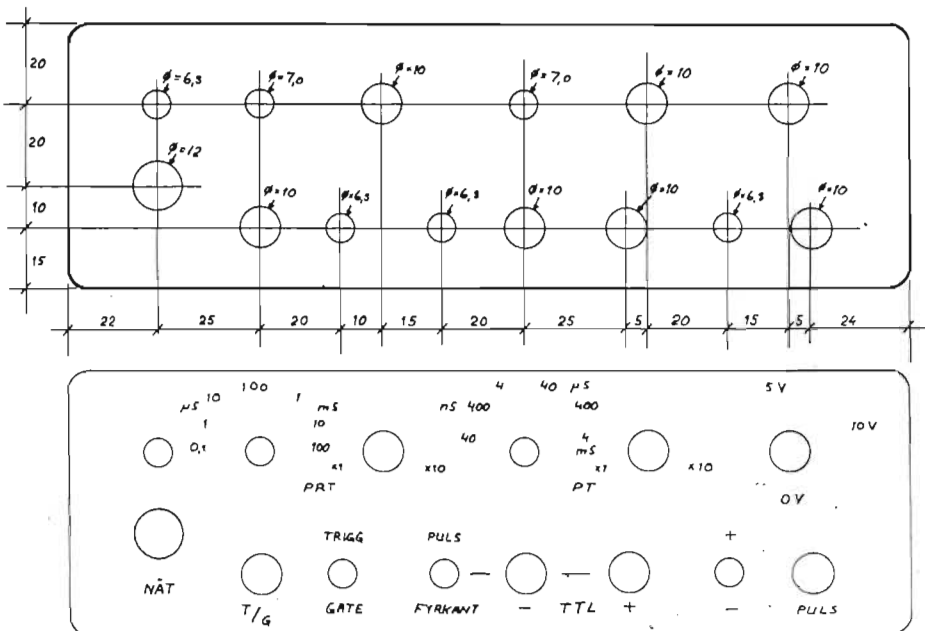 20
φ=6,3 φ=7,0 φ=10 φ=7,0 φ=10 φ=10
20
φ=12
10
φ=10 φ=6,3 φ=6,3 φ=10 φ=10 φ=6,3 φ=10
15
22 25 20 10 15 20 25 5 20 15 5 24
100 4 40 µS 5V
µS 10 1 mS nS 400 400
1 10 10V
0,1 100 40 4
mS
x1 x10 x1 x10
PRT PT 0V
TRIGG PULS +
NÄT — —
T/G GATE FYRKANT - TTL + - PULS